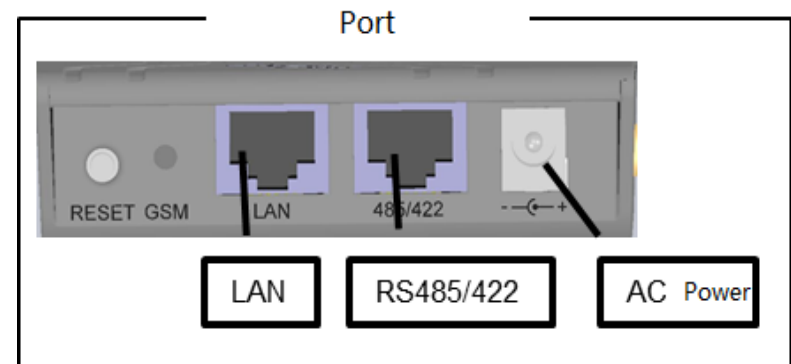 Port
RESET GSM LAN 485/422 - +
LAN RS485/422 AC Power